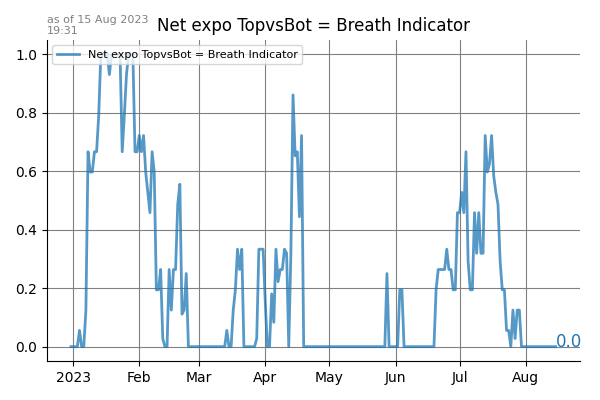 as of 15 Aug 2023
19:31
Net expo TopvsBot = Breath Indicator
Net expo TopvsBot = Breath Indicator
1.0
0.8
0.6
0.4
0.2
0.0
0.0
2023 Feb Mar Apr May Jun Jul Aug